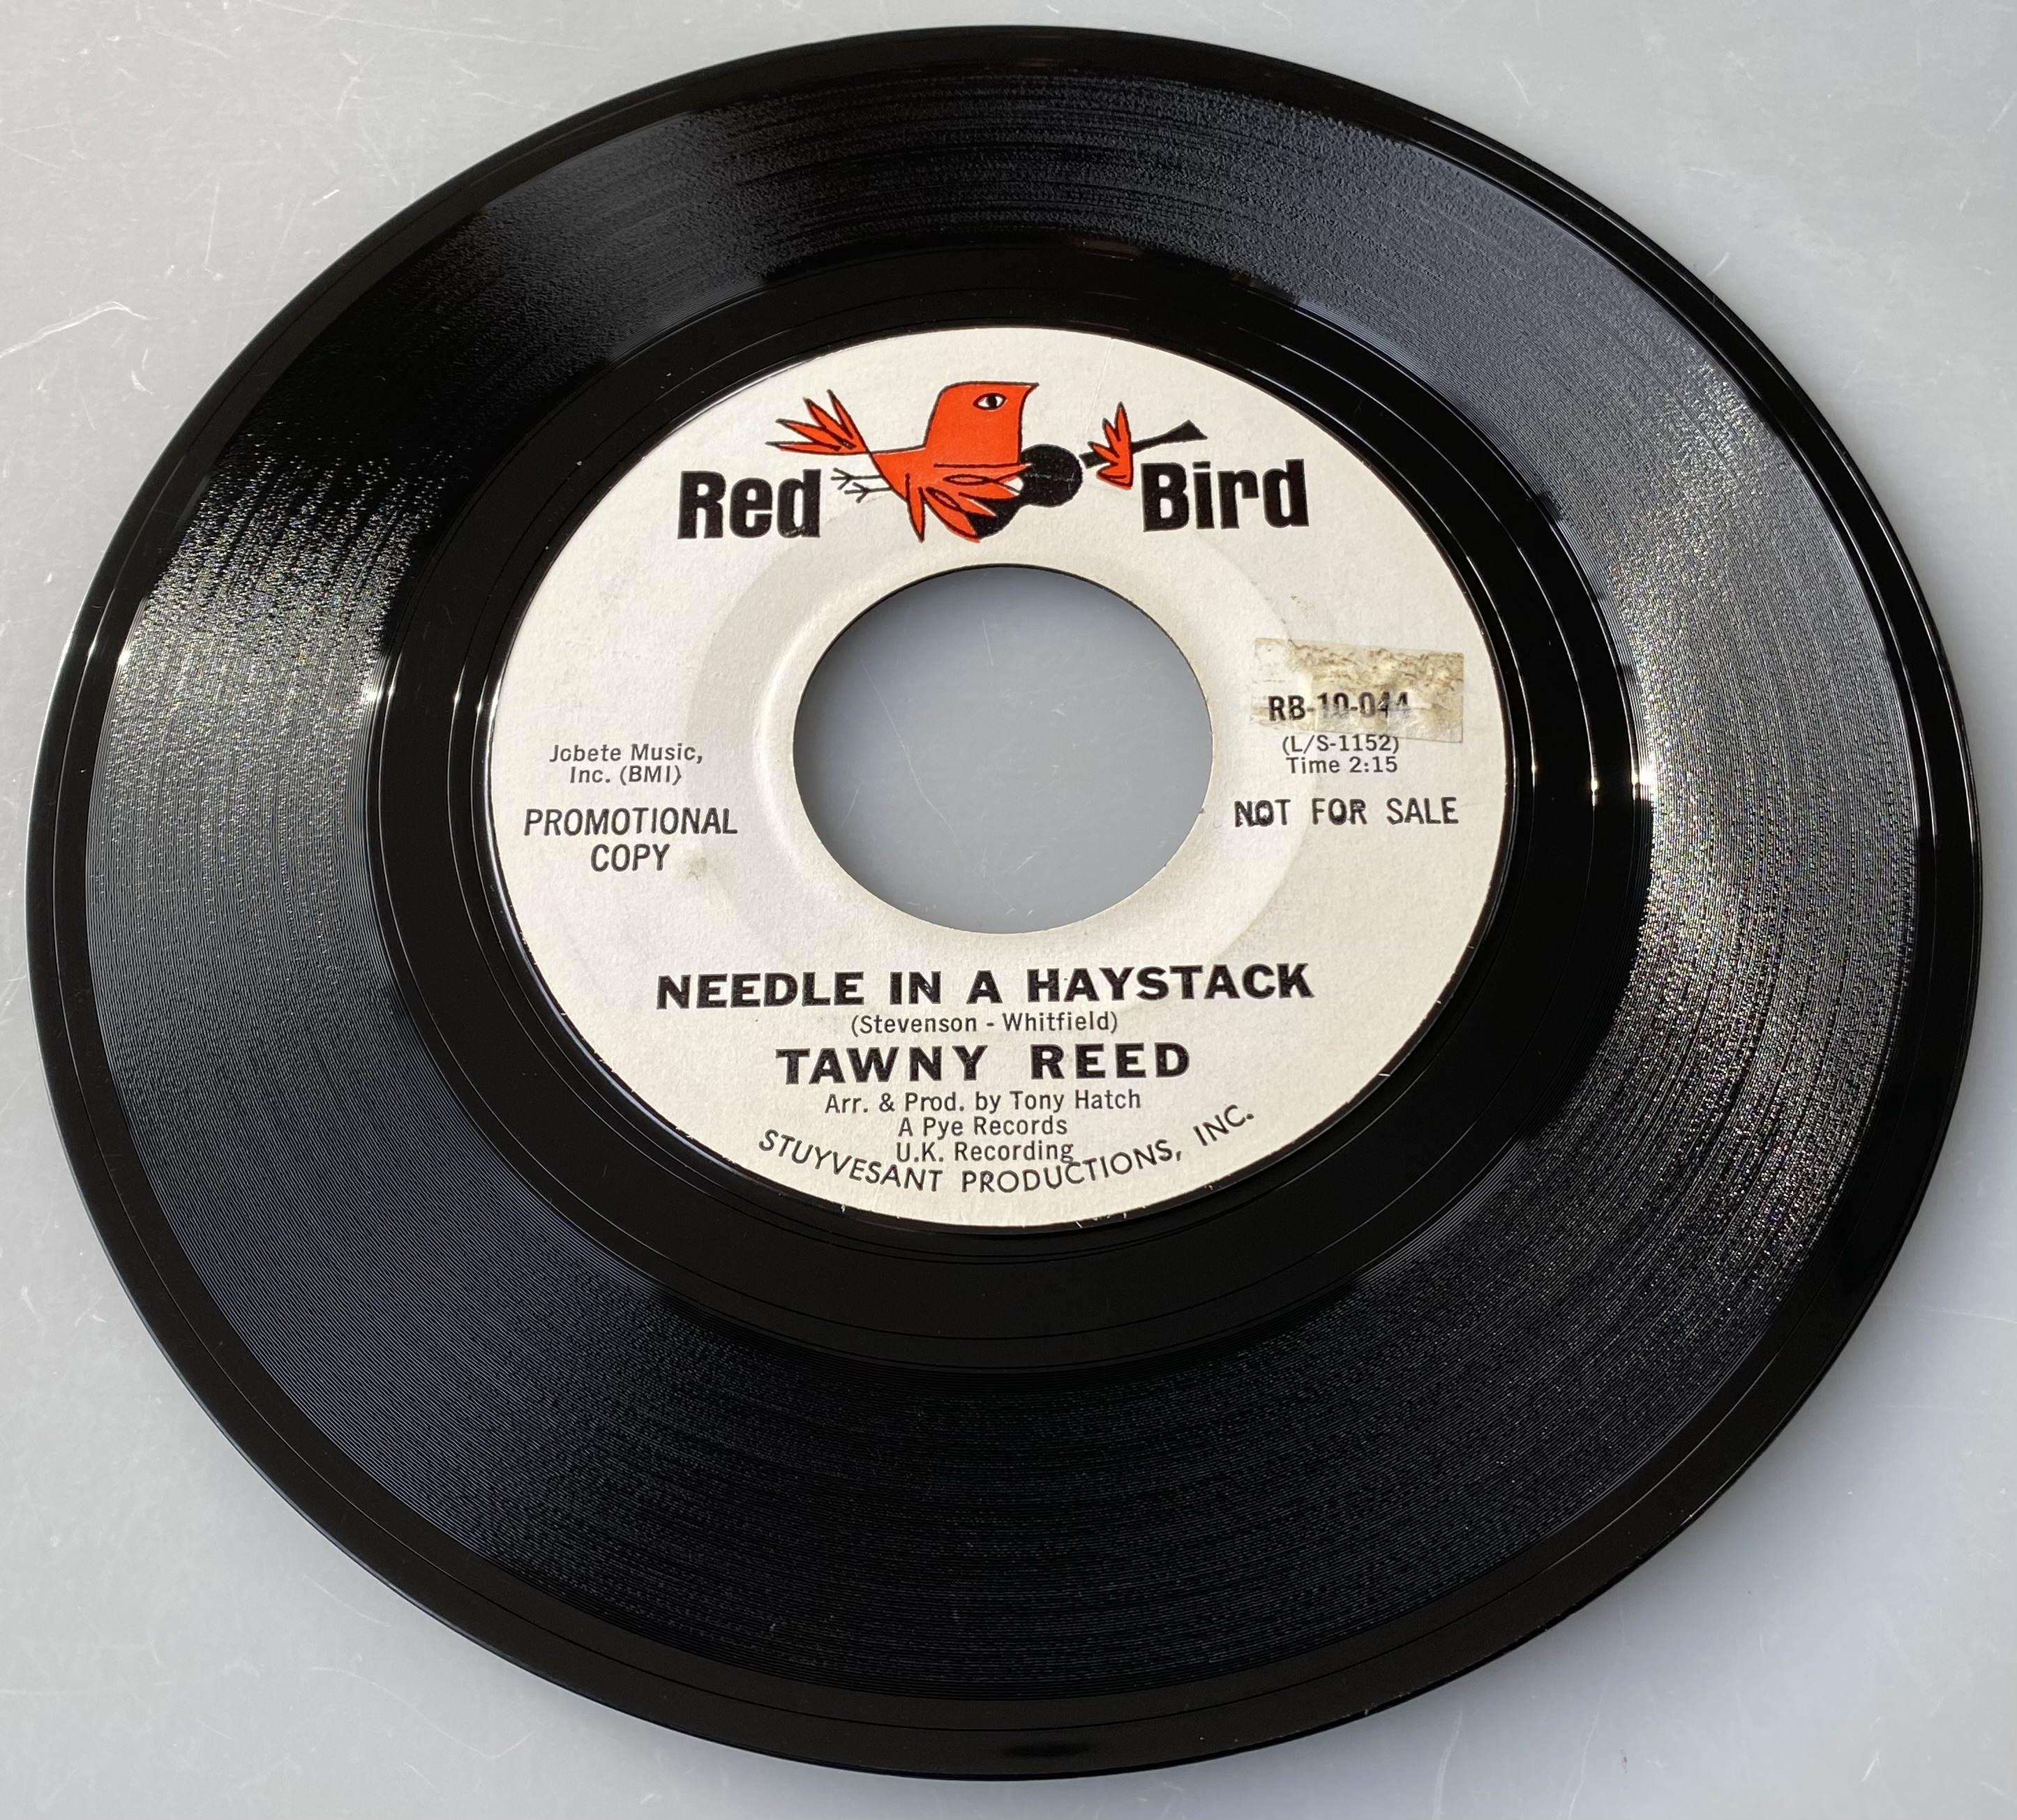 Red Bird
Jobete Music,
Inc. (BMI)
PROMOTIONAL
COPY
RB-10-044
(L/S-1152)
Time 2:15
NOT FOR SALE
NEEDLE IN A HAYSTACK
(Stevenson - Whitfield)
TAWNY REED
Arr. & Prod. by Tony Hatch
A Pye Records
U.K. Recording
STUYVESANT PRODUCTIONS, INC.